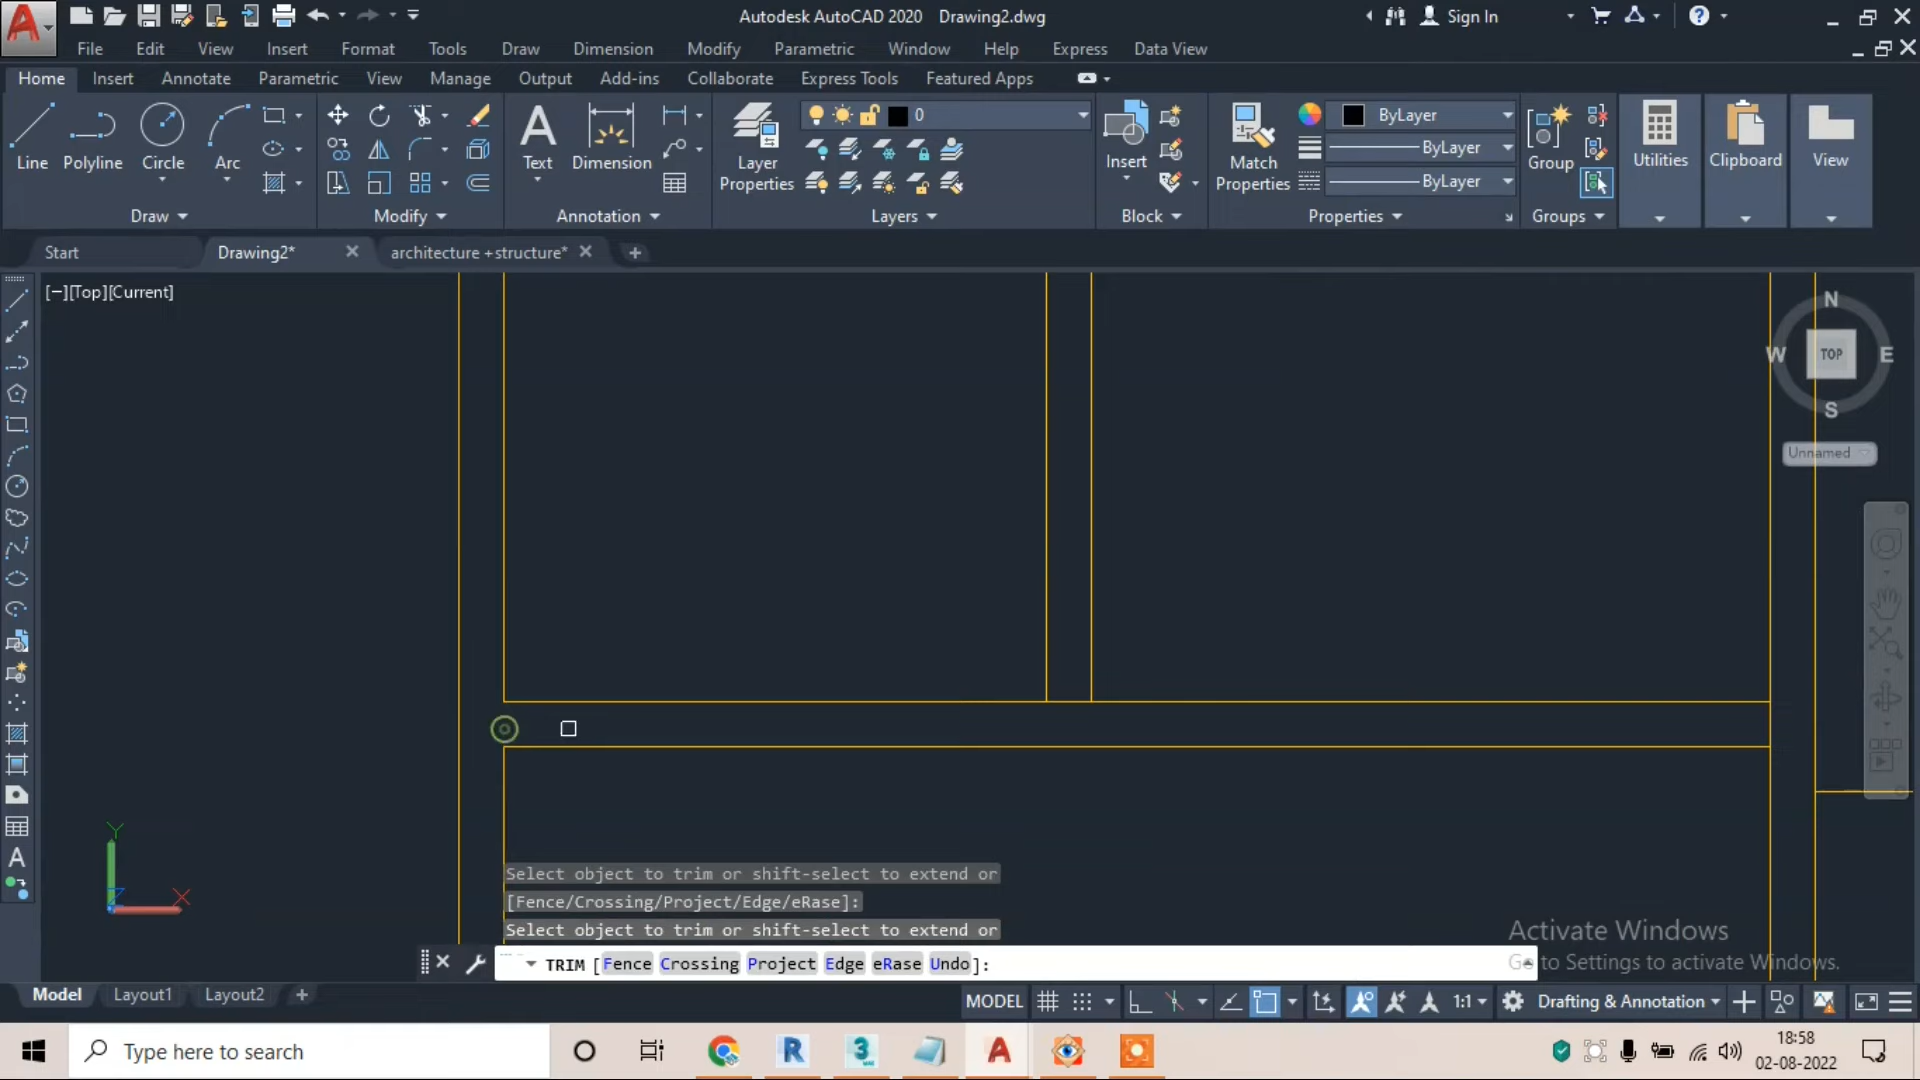 Autodesk AutoCAD 2020 Drawing2.dwg
Sign In
File Edit View Insert Format Tools Draw Dimension Modify Parametric Window Help Express Data View
Home Insert Annotate Parametric View Manage Output Add-ins Collaborate Express Tools Featured Apps
Line Polyline Circle Arc
Text Dimension
Layer Properties
0
Insert
Match Properties
ByLayer
ByLayer
ByLayer
Group
Utilities Clipboard View
Draw Modify Annotation Layers Block Properties Groups
Start Drawing2* architecture +structure*
[−][Top][Current]
N
W TOP E
S
Unnamed
Y
X
Z
Select object to trim or shift-select to extend or
[Fence/Crossing/Project/Edge/eRase]:
Select object to trim or shift-select to extend or
TRIM [Fence Crossing Project Edge eRase Undo]:
Activate Windows
Go to Settings to activate Windows.
Model Layout1 Layout2
MODEL 1:1 Drafting & Annotation
Type here to search
18:58
02-08-2022